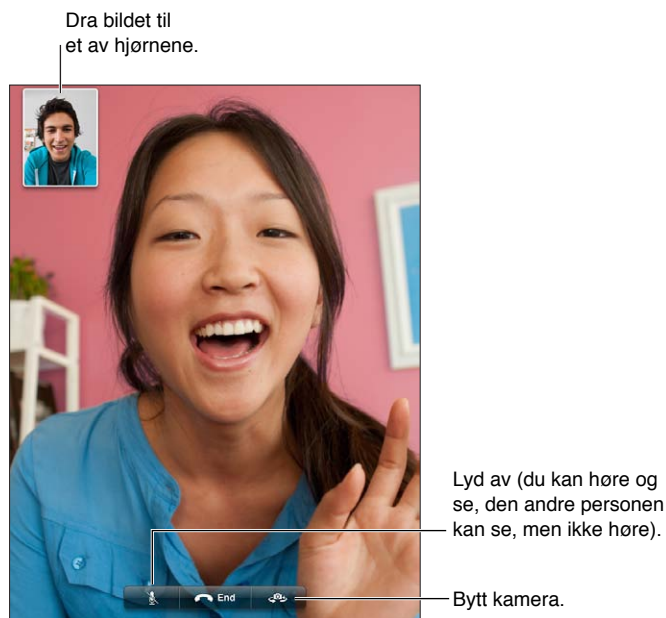 Dra bildet til
et av hjørnene.
Lyd av (du kan høre og
se, den andre personen
kan se, men ikke høre).
End
Bytt kamera.